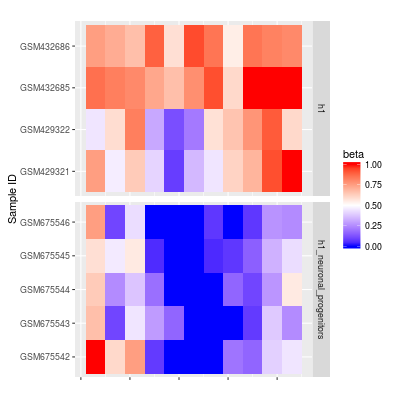 GSM432686
GSM432685
GSM429322
GSM429321
h1
GSM675546
GSM675545
GSM675544
GSM675543
GSM675542
h1_neuronal_progenitors
Sample ID
beta
1.00
0.75
0.50
0.25
0.00